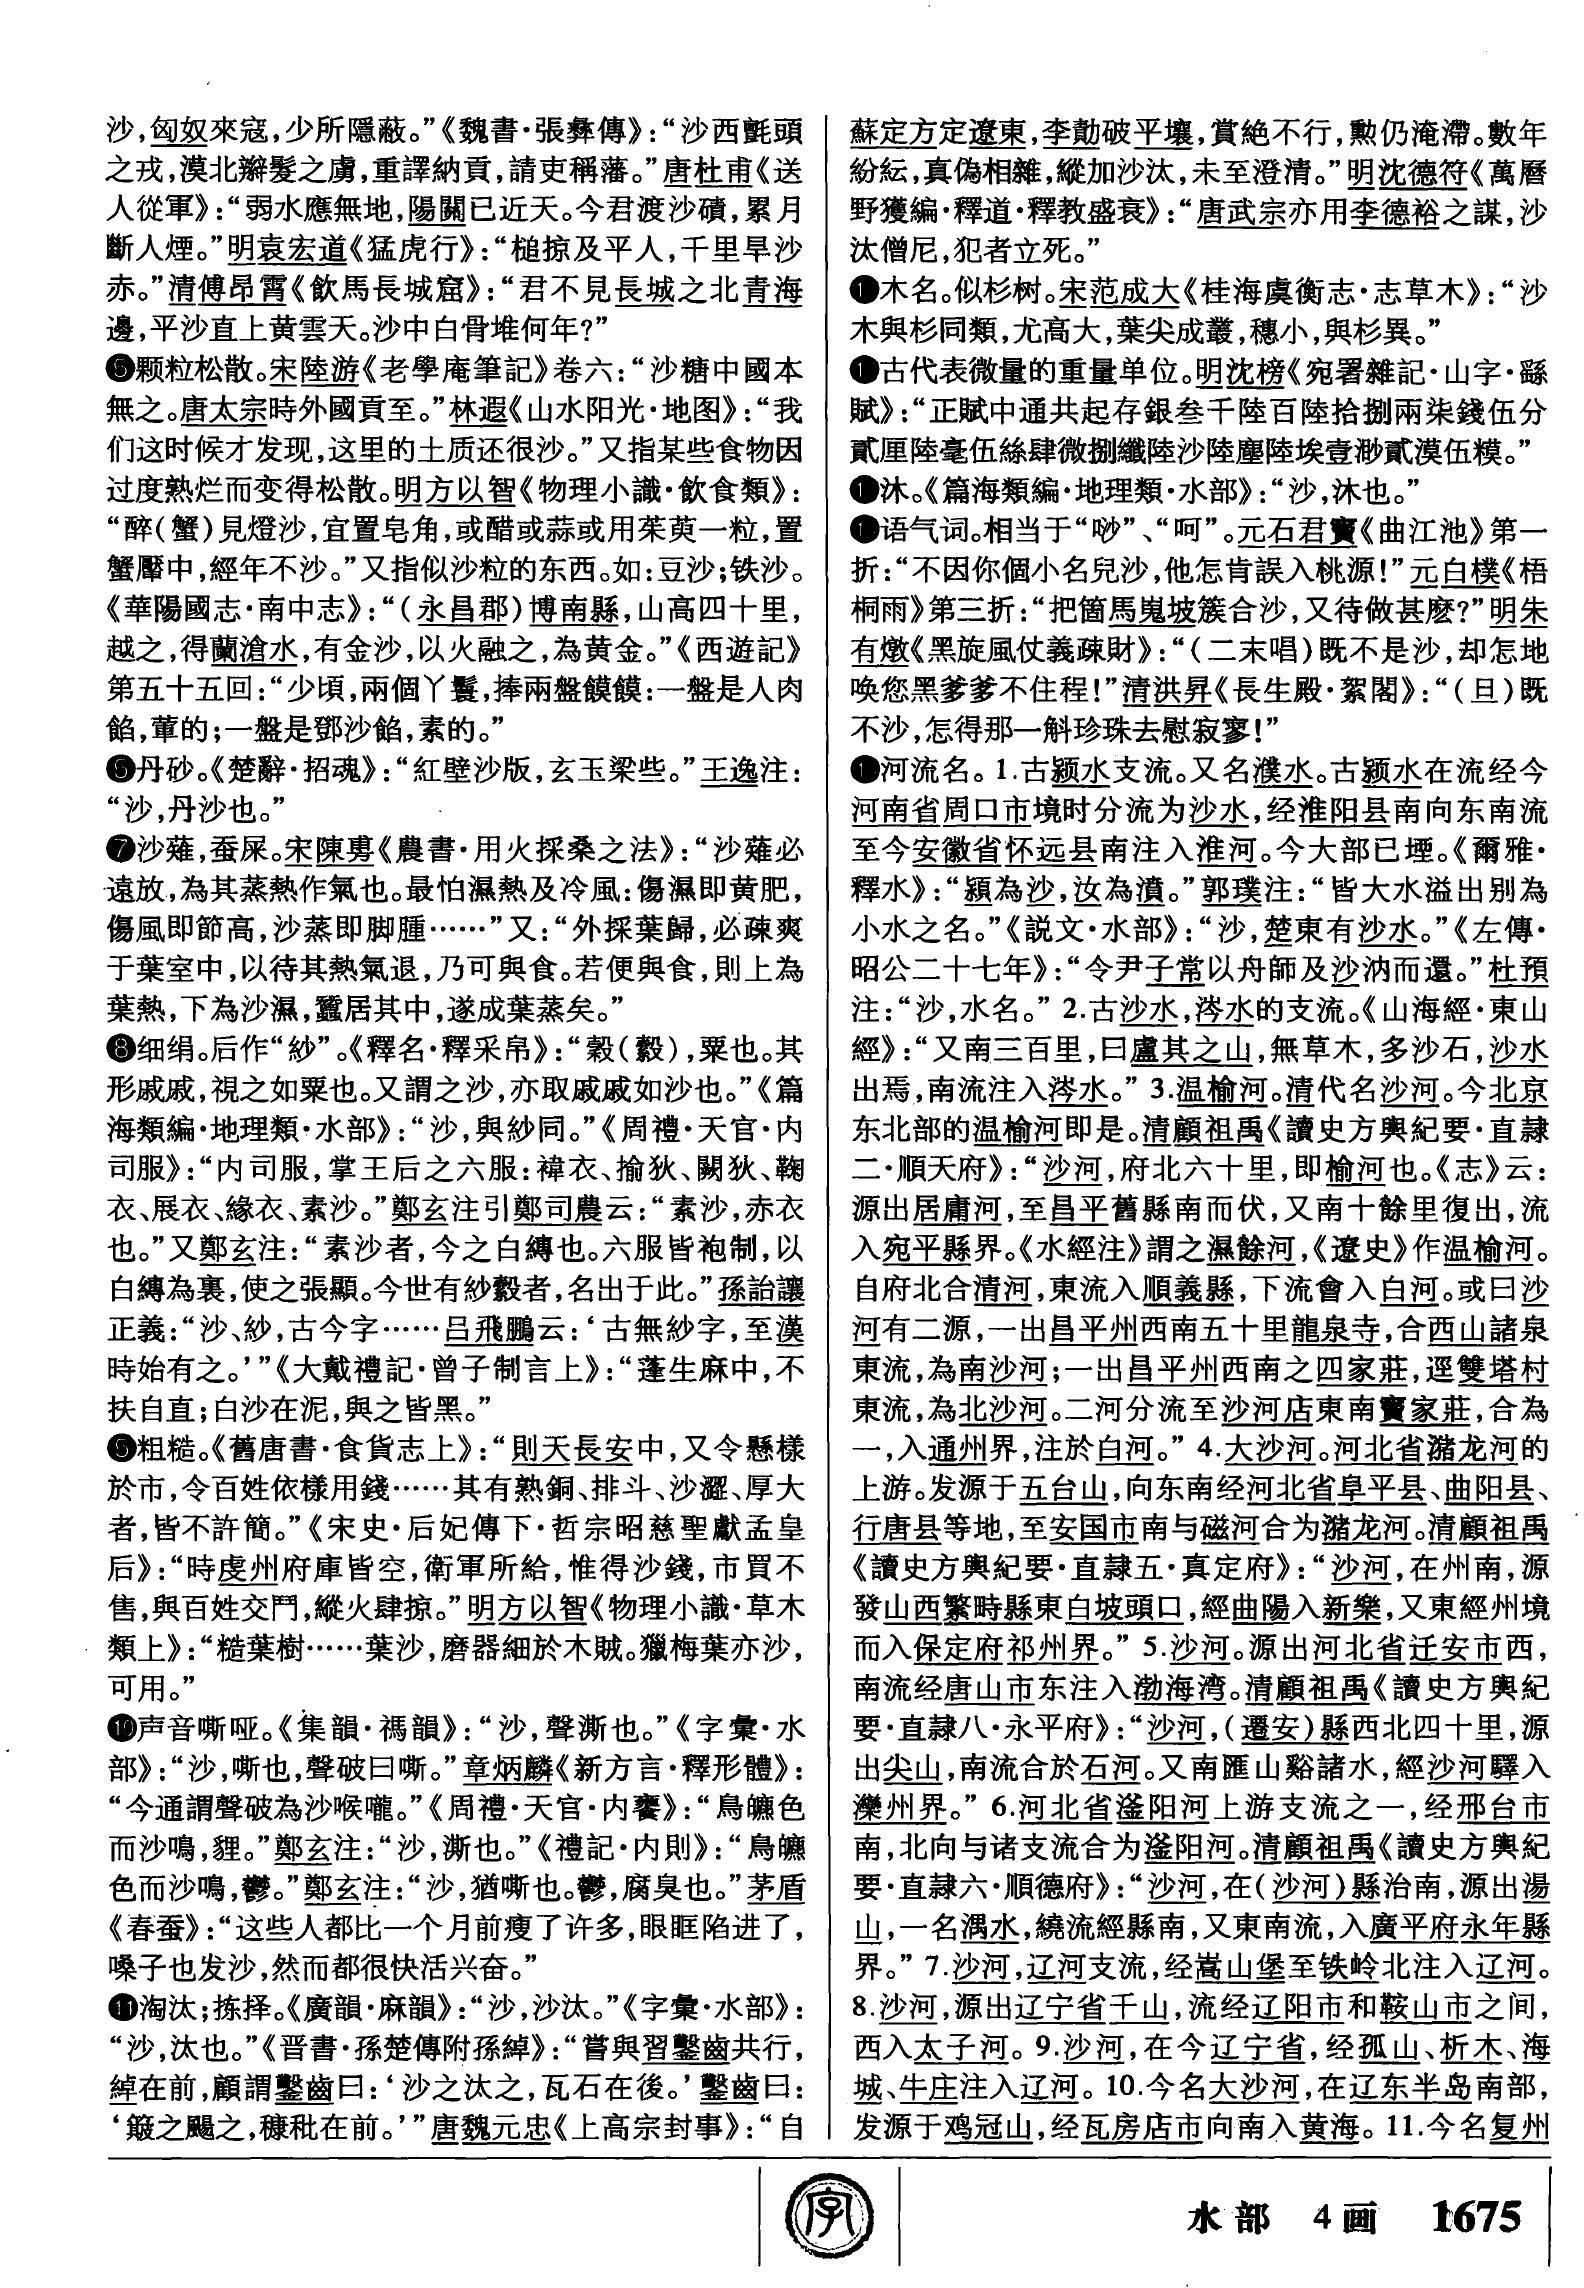 沙，匈奴來寇，少所隱蔽。”《魏書·張彝傳》：“沙西氈頭
之戎，漠北辮髮之虜，重譯納貢，請吏稱藩。”唐杜甫《送
人從軍》：“弱水應無地，陽關已近天。今君渡沙磧，累月
斷人煙。”明袁宏道《猛虎行》：“槌掠及平人，千里旱沙
赤。”清傅昂霄《飲馬長城窟》：“君不見長城之北青海
邊，平沙直上黄雲天。沙中白骨堆何年？”
❺颗粒松散。宋陸游《老學庵筆記》卷六：“沙糖中國本
無之。唐太宗時外國貢至。”林遐《山水阳光·地图》：“我
们这时候才发现，这里的土质还很沙。”又指某些食物因
过度熟烂而变得松散。明方以智《物理小識·飲食類》：
“醉（蟹）見燈沙，宜置皂角，或醋或蒜或用茱萸一粒，置
蟹黶中，經年不沙。”又指似沙粒的东西。如：豆沙；铁沙。
《華陽國志·南中志》：“（永昌郡）博南縣，山高四十里，
越之，得蘭滄水，有金沙，以火融之，為黄金。”《西遊記》
第五十五回：“少頃，兩個丫鬟，捧兩盤饃饃：一盤是人肉
餡，葷的；一盤是鄧沙餡，素的。”
❻丹砂。《楚辭·招魂》：“紅壁沙版，玄玉梁些。”王逸注：
“沙，丹沙也。”
❼沙薙，蚕屎。宋陳旉《農書·用火採桑之法》：“沙薙必
遠放，為其蒸熱作氣也。最怕濕熱及冷風：傷濕即黄肥，
傷風即節高，沙蒸即脚腫……”又：“外採葉歸，必疎爽
于葉室中，以待其熱氣退，乃可與食。若便與食，則上為
葉熱，下為沙濕，蠶居其中，遂成葉蒸矣。”
❽细绢。后作“紗”。《釋名·釋采帛》：“縠（縠），粟也。其
形戚戚，視之如粟也。又謂之沙，亦取戚戚如沙也。”《篇
海類編·地理類·水部》：“沙，與紗同。”《周禮·天官·内
司服》：“内司服，掌王后之六服：褘衣、揄狄、闕狄、鞠
衣、展衣、緣衣、素沙。”鄭玄注引鄭司農云：“素沙，赤衣
也。”又鄭玄注：“素沙者，今之白縳也。六服皆袍制，以
白縳為裏，使之張顯。今世有紗縠者，名出于此。”孫詒讓
正義：“沙、紗，古今字……吕飛鵬云：‘古無紗字，至漢
時始有之。’”《大戴禮記·曾子制言上》：“蓬生麻中，不
扶自直；白沙在泥，與之皆黑。”
❾粗糙。《舊唐書·食貨志上》：“則天長安中，又令懸樣
於市，令百姓依樣用錢……其有熟銅、排斗、沙澀、厚大
者，皆不許簡。”《宋史·后妃傳下·哲宗昭慈聖獻孟皇
后》：“時虔州府庫皆空，衛軍所給，惟得沙錢，市買不
售，與百姓交鬥，縱火肆掠。”明方以智《物理小識·草木
類上》：“糙葉樹……葉沙，磨器細於木賊。獵梅葉亦沙，
可用。”
❿声音嘶哑。《集韻·禡韻》：“沙，聲澌也。”《字彙·水
部》：“沙，嘶也，聲破曰嘶。”章炳麟《新方言·釋形體》：
“今通謂聲破為沙喉嚨。”《周禮·天官·内饔》：“鳥皫色
而沙鳴，貍。”鄭玄注：“沙，澌也。”《禮記·内則》：“鳥皫
色而沙鳴，鬱。”鄭玄注：“沙，猶嘶也。鬱，腐臭也。”茅盾
《春蚕》：“这些人都比一个月前瘦了许多，眼眶陷进了，
嗓子也发沙，然而都很快活兴奋。”
⓫淘汰；拣择。《廣韻·麻韻》：“沙，沙汰。”《字彙·水部》：
“沙，汰也。”《晋書·孫楚傳附孫綽》：“嘗與習鑿齒共行，
綽在前，顧謂鑿齒曰：‘沙之汰之，瓦石在後。’鑿齒曰：
‘簸之颺之，穅秕在前。’”唐魏元忠《上高宗封事》：“自
蘇定方定遼東，李勣破平壤，賞絶不行，勲仍淹滯。數年
紛紜，真偽相雜，縱加沙汰，未至澄清。”明沈德符《萬曆
野獲編·釋道·釋教盛衰》：“唐武宗亦用李德裕之謀，沙
汰僧尼，犯者立死。”
木名。似杉树。宋范成大《桂海虞衡志·志草木》：“沙
木與杉同類，尤高大，葉尖成叢，穗小，與杉異。”
古代表微量的重量单位。明沈榜《宛署雜記·山字·繇
賦》：“正賦中通共起存銀叁千陸百陸拾捌兩柒錢伍分
貳厘陸毫伍絲肆微捌纖陸沙陸塵陸埃壹渺貳漠伍糢。”
沐。《篇海類編·地理類·水部》：“沙，沐也。”
语气词。相当于“唦”、“呵”。元石君寶《曲江池》第一
折：“不因你個小名兒沙，他怎肯誤入桃源！”元白樸《梧
桐雨》第三折：“把箇馬嵬坡簇合沙，又待做甚麽？”明朱
有燉《黑旋風仗義疎財》：“（二末唱）既不是沙，却怎地
唤您黑爹爹不住程！”清洪昇《長生殿·絮閣》：“（旦）既
不沙，怎得那一斛珍珠去慰寂寥！”
河流名。1.古颍水支流。又名濮水。古颍水在流经今
河南省周口市境时分流为沙水，经淮阳县南向东南流
至今安徽省怀远县南注入淮河。今大部已堙。《爾雅·
釋水》：“潁為沙，汝為濆。”郭璞注：“皆大水溢出别為
小水之名。”《説文·水部》：“沙，楚東有沙水。”《左傳·
昭公二十七年》：“令尹子常以舟師及沙汭而還。”杜預
注：“沙，水名。”2.古沙水，涔水的支流。《山海經·東山
經》：“又南三百里，曰盧其之山，無草木，多沙石，沙水
出焉，南流注入涔水。”3.温榆河。清代名沙河。今北京
东北部的温榆河即是。清顧祖禹《讀史方輿紀要·直隸
二·順天府》：“沙河，府北六十里，即榆河也。《志》云：
源出居庸河，至昌平舊縣南而伏，又南十餘里復出，流
入宛平縣界。《水經注》謂之濕餘河，《遼史》作温榆河。
自府北合清河，東流入順義縣，下流會入白河。或曰沙
河有二源，一出昌平州西南五十里龍泉寺，合西山諸泉
東流，為南沙河；一出昌平州西南之四家莊，逕雙塔村
東流，為北沙河。二河分流至沙河店東南竇家莊，合為
一，入通州界，注於白河。”4.大沙河。河北省潴龙河的
上游。发源于五台山，向东南经河北省阜平县、曲阳县、
行唐县等地，至安国市南与磁河合为潴龙河。清顧祖禹
《讀史方輿紀要·直隸五·真定府》：“沙河，在州南，源
發山西繁畤縣東白坡頭口，經曲陽入新樂，又東經州境
而入保定府祁州界。”5.沙河。源出河北省迁安市西，
南流经唐山市东注入渤海湾。清顧祖禹《讀史方輿紀
要·直隸八·永平府》：“沙河，（遷安）縣西北四十里，源
出尖山，南流合於石河。又南匯山谿諸水，經沙河驛入
灤州界。”6.河北省滏阳河上游支流之一，经邢台市
南，北向与诸支流合为滏阳河。清顧祖禹《讀史方輿紀
要·直隸六·順德府》：“沙河，在（沙河）縣治南，源出湯
山，一名湡水，繞流經縣南，又東南流，入廣平府永年縣
界。”7.沙河，辽河支流，经嵩山堡至铁岭北注入辽河。
8.沙河，源出辽宁省千山，流经辽阳市和鞍山市之间，
西入太子河。9.沙河，在今辽宁省，经孤山、析木、海
城、牛庄注入辽河。10.今名大沙河，在辽东半岛南部，
发源于鸡冠山，经瓦房店市向南入黄海。11.今名复州
字
水部 4画 1675